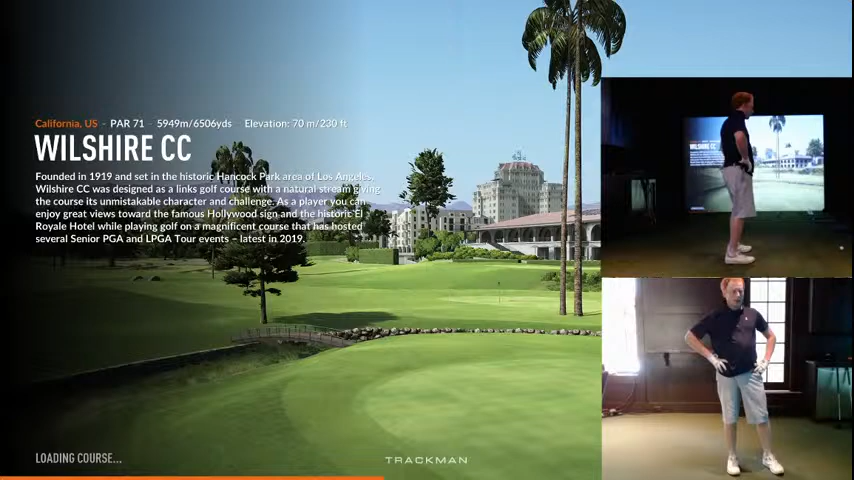 California, US - PAR 71 - 5949m/6506yds Elevation: 70 m/230 ft
WILSHIRE CC
Founded in 1919 and set in the historic Hancock Park area of Los Angeles,
Wilshire CC was designed as a links golf course with a natural stream giving
the course its unmistakable character and challenge. As a player you can
enjoy great views toward the famous Hollywood sign and the historic El
Royale Hotel while playing golf on a magnificent course that has hosted
several Senior PGA and LPGA Tour events – latest in 2019.
LOADING COURSE...
TRACKMAN